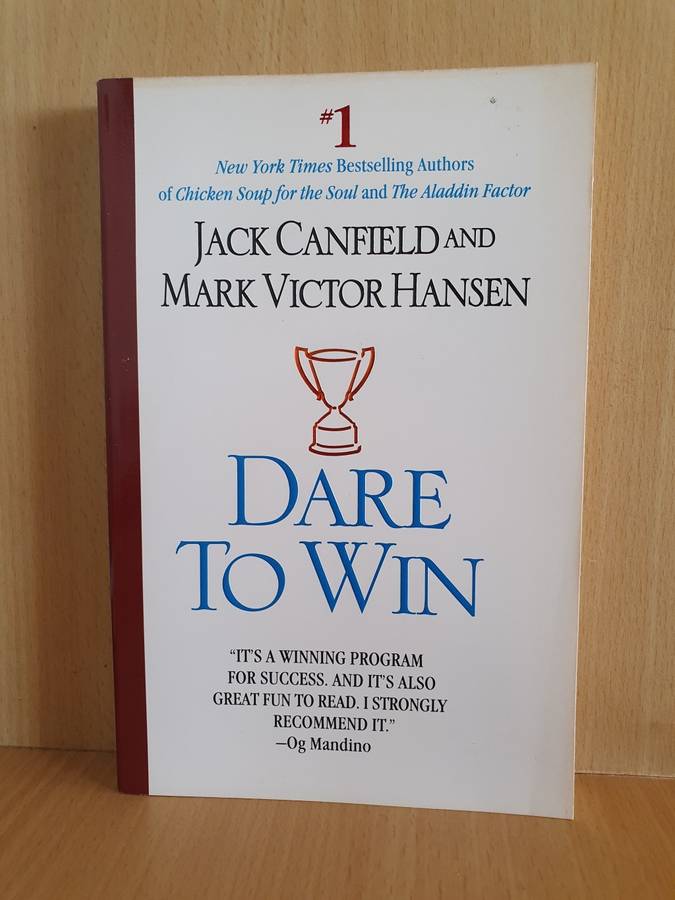 #1
New York Times Bestselling Authors
of Chicken Soup for the Soul and The Aladdin Factor
JACK CANFIELD AND
MARK VICTOR HANSEN
DARE
TO WIN
“IT’S A WINNING PROGRAM
FOR SUCCESS. AND IT’S ALSO
GREAT FUN TO READ. I STRONGLY
RECOMMEND IT.”
—Og Mandino